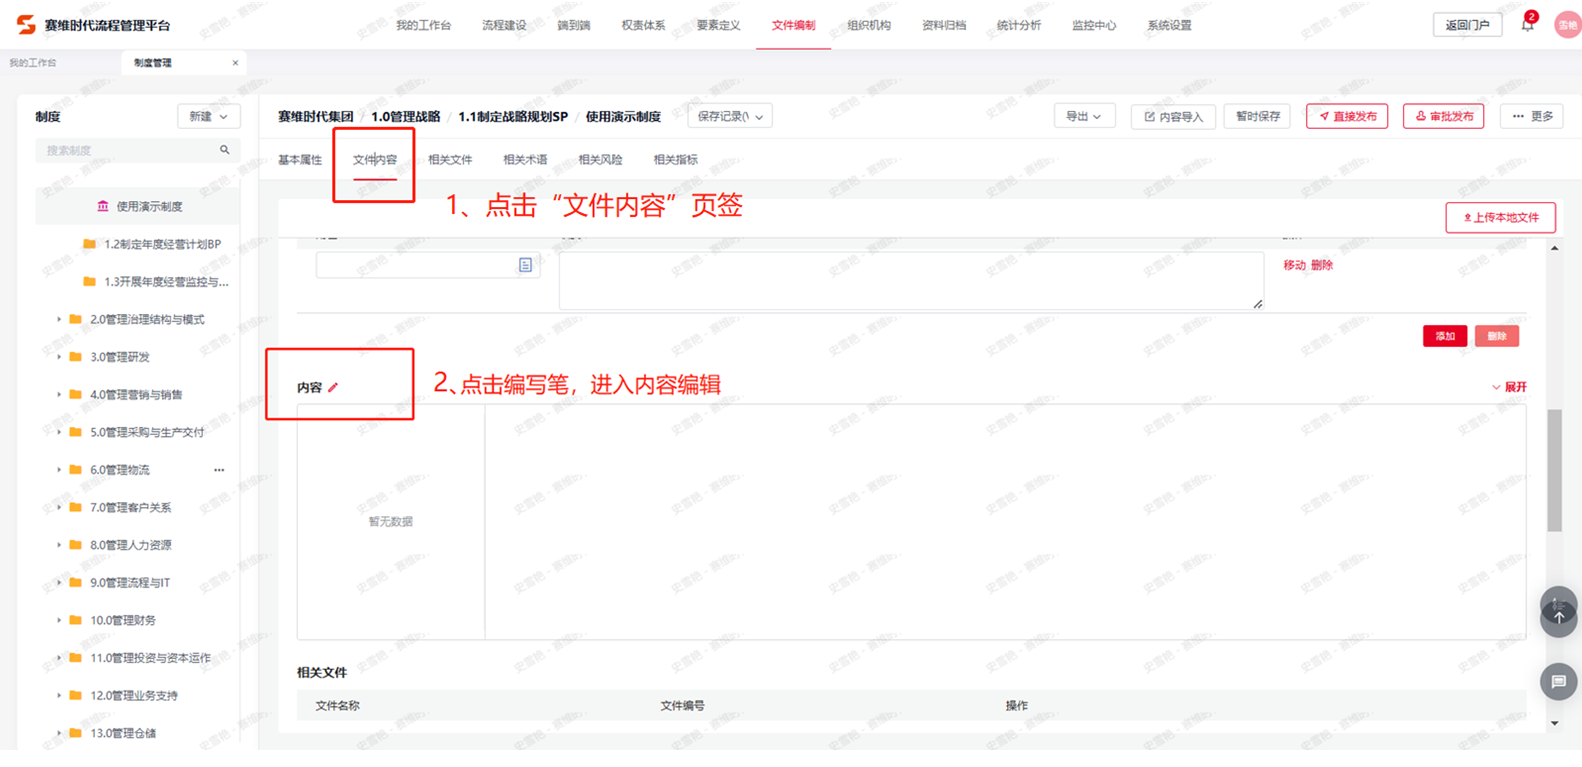 赛维时代流程管理平台
我的工作台 流程建设 端到端 权责体系 要素定义 文件编制 组织机构 资料归档 统计分析 监控中心 系统设置
返回门户 2 雪艳
我的工作台 制度管理 ×
制度 新建
赛维时代集团 / 1.0管理战略 / 1.1制定战略规划SP / 使用演示制度 保存记录(V
导出 内容导入 暂时保存 直接发布 审批发布 ··· 更多
搜索制度
基本属性 文件内容 相关文件 相关术语 相关风险 相关指标
1、点击“文件内容”页签
使用演示制度
上传本地文件
1.2制定年度经营计划BP
1.3开展年度经营监控与...
移动 删除
2.0管理治理结构与模式
添加 删除
3.0管理研发
内容
2、点击编写笔，进入内容编辑
展开
4.0管理营销与销售
5.0管理采购与生产交付
6.0管理物流 ···
7.0管理客户关系
暂无数据
8.0管理人力资源
9.0管理流程与IT
10.0管理财务
11.0管理投资与资本运作
相关文件
12.0管理业务支持
文件名称 文件编号 操作
13.0管理仓储